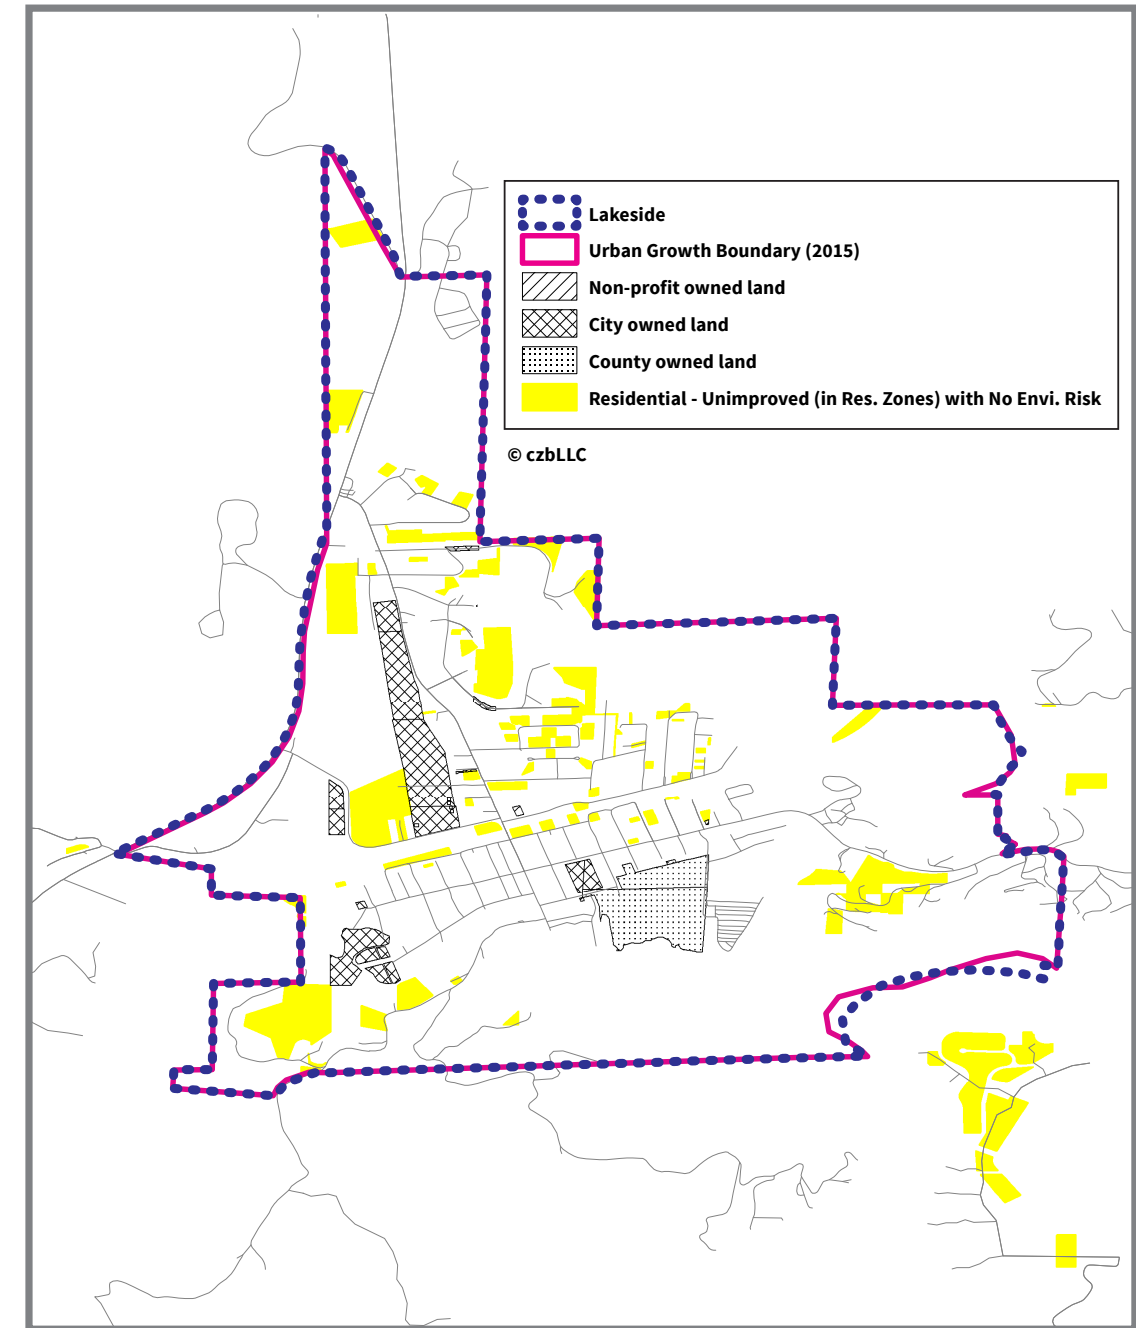 Lakeside
Urban Growth Boundary (2015)
Non-profit owned land
City owned land
County owned land
Residential - Unimproved (in Res. Zones) with No Envi. Risk
© czbLLC